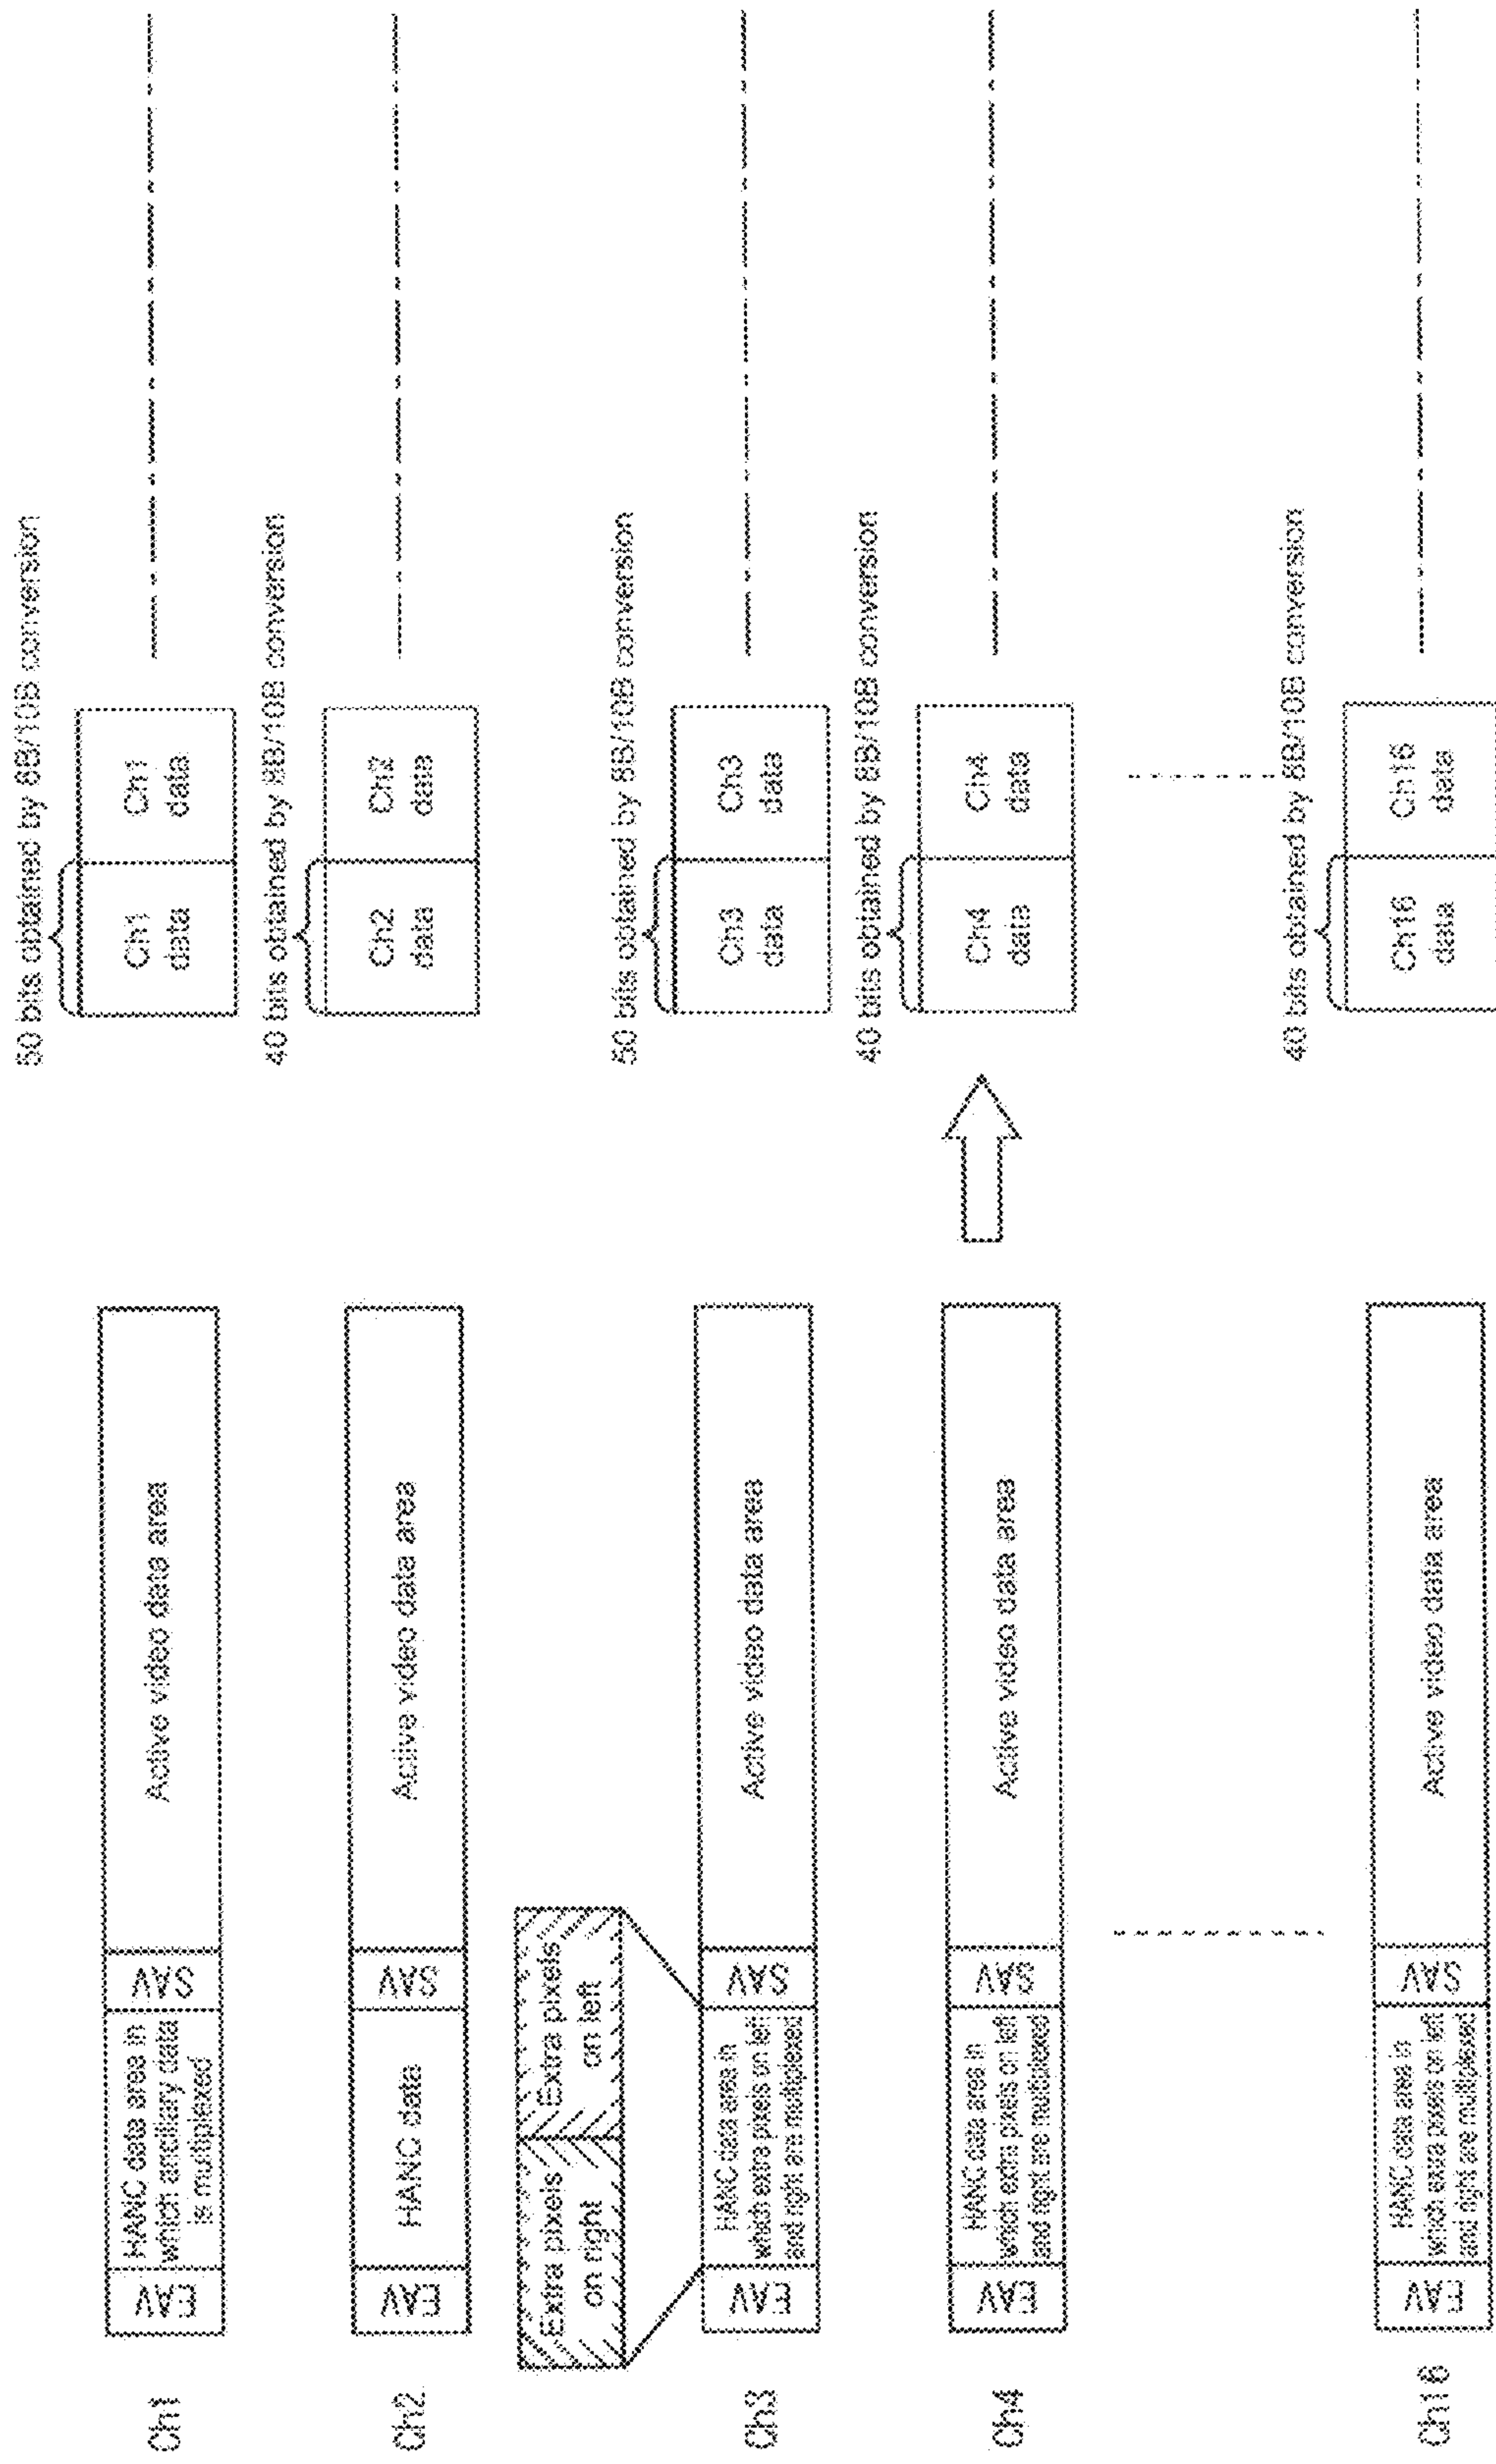 Ch1
EAV
HANC data area in
which ancillary data
is multiplexed
SAV
Active video data area
50 bits obtained by 8B/10B conversion
Ch1
data
Ch1
data
Ch2
EAV
HANC data
SAV
Active video data area
40 bits obtained by 8B/10B conversion
Ch2
data
Ch2
data
Extra pixels
on right
Extra pixels
on left
Ch3
EAV
HANC data area in
which extra pixels on left
and right are multiplexed
SAV
Active video data area
50 bits obtained by 8B/10B conversion
Ch3
data
Ch3
data
Ch4
EAV
HANC data area in
which extra pixels on left
and right are multiplexed
SAV
Active video data area
40 bits obtained by 8B/10B conversion
Ch4
data
Ch4
data
Ch16
EAV
HANC data area in
which extra pixels on left
and right are multiplexed
SAV
Active video data area
40 bits obtained by 8B/10B conversion
Ch16
data
Ch16
data